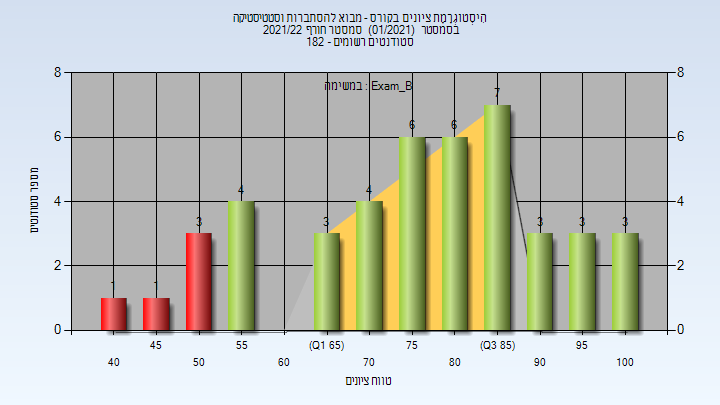 היסטוגרמת ציונים בקורס - מבוא להסתברות וסטטיסטיקה
בסמסטר (01/2021) סמסטר חורף 2021/22
סטודנטים רשומים - 182
במשימה : Exam_B
מספר סטודנטים
8 8
6 6
4 4
2 2
0 0
1 1 3 4 3 4 6 6 7 3 3 3
45 55 (Q1 65) 75 (Q3 85) 95
40 50 60 70 80 90 100
טווח ציונים